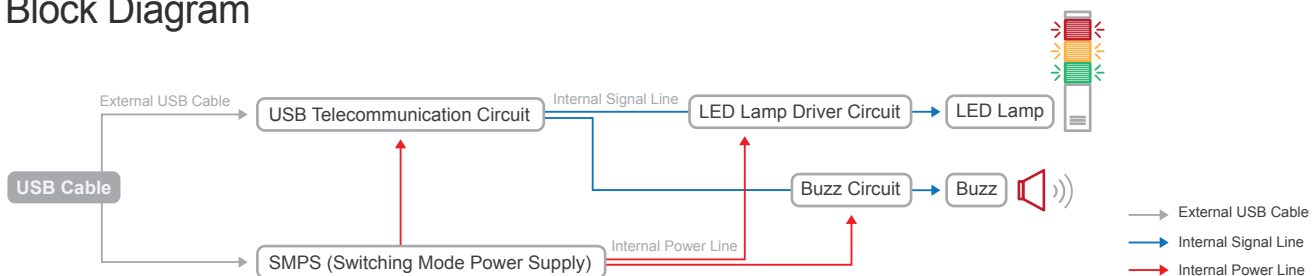 Block Diagram
External USB Cable
USB Telecommunication Circuit
Internal Signal Line
LED Lamp Driver Circuit
LED Lamp
USB Cable
Buzz Circuit
Buzz
SMPS (Switching Mode Power Supply)
Internal Power Line
External USB Cable
Internal Signal Line
Internal Power Line